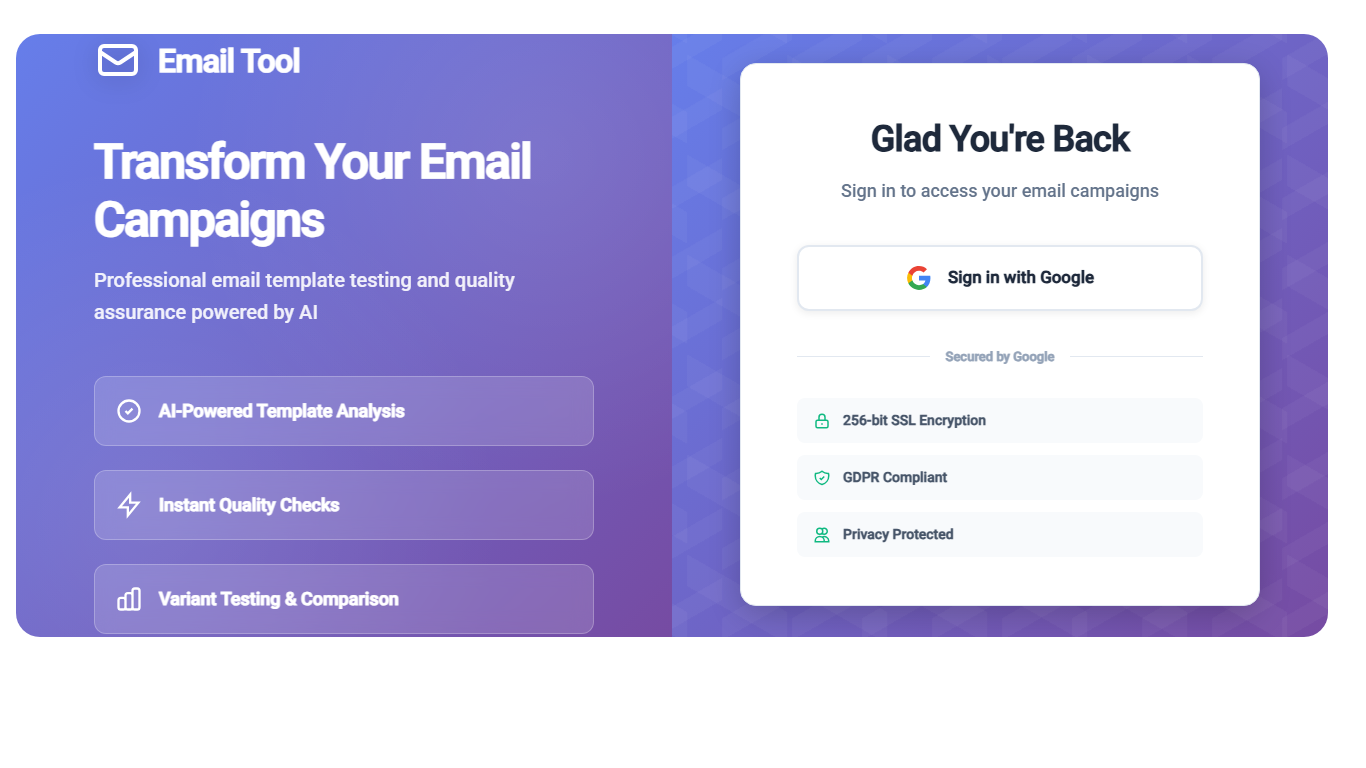 Email Tool
Transform Your Email
Campaigns
Professional email template testing and quality
assurance powered by AI
AI-Powered Template Analysis
Instant Quality Checks
Variant Testing & Comparison
Glad You're Back
Sign in to access your email campaigns
Sign in with Google
Secured by Google
256-bit SSL Encryption
GDPR Compliant
Privacy Protected